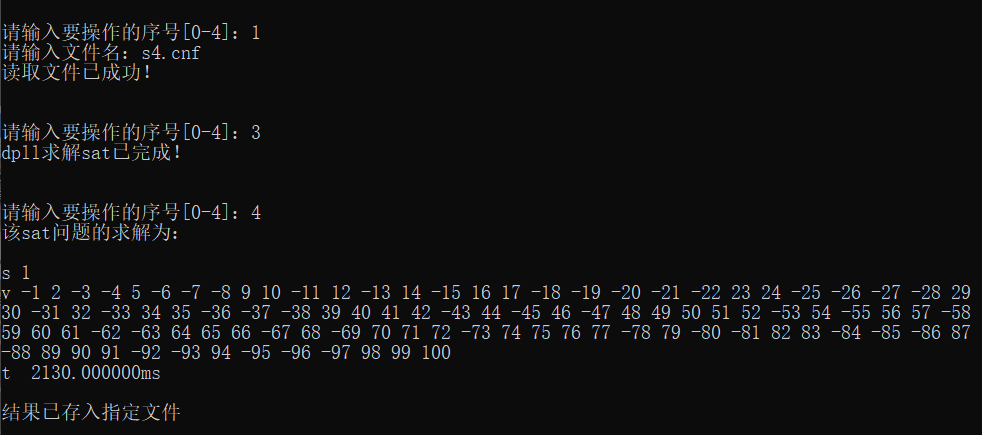 请输入要操作的序号[0-4]：1
请输入文件名：s4.cnf
读取文件已成功！
请输入要操作的序号[0-4]：3
dpll求解sat已完成！
请输入要操作的序号[0-4]：4
该sat问题的求解为：
s 1
v -1 2 -3 -4 5 -6 -7 -8 9 10 -11 12 -13 14 -15 16 17 -18 -19 -20 -21 -22 23 24 -25 -26 -27 -28 29
30 -31 32 -33 34 35 -36 -37 -38 39 40 41 42 -43 44 -45 46 -47 48 49 50 51 52 -53 54 -55 56 57 -58
59 60 61 -62 -63 64 65 66 -67 68 -69 70 71 72 -73 74 75 76 77 -78 79 -80 -81 82 83 -84 -85 -86 87
-88 89 90 91 -92 -93 94 -95 -96 -97 98 99 100
t  2130.000000ms
结果已存入指定文件